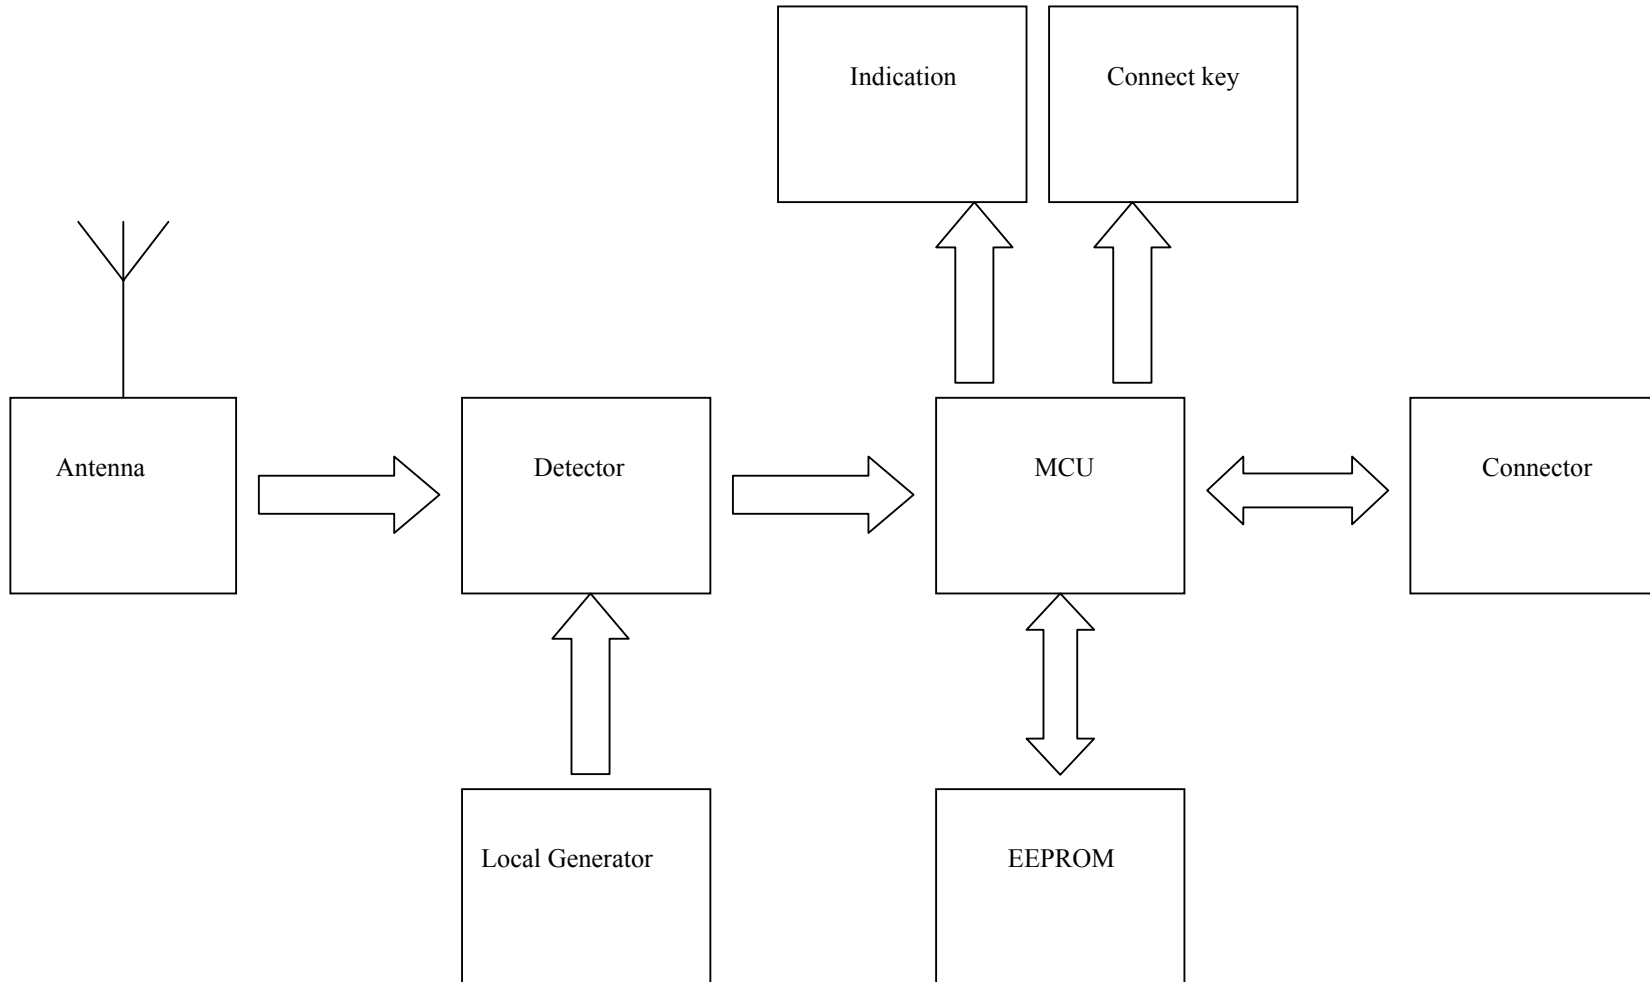 Indication
Connect key
Antenna
Detector
MCU
Connector
Local Generator
EEPROM